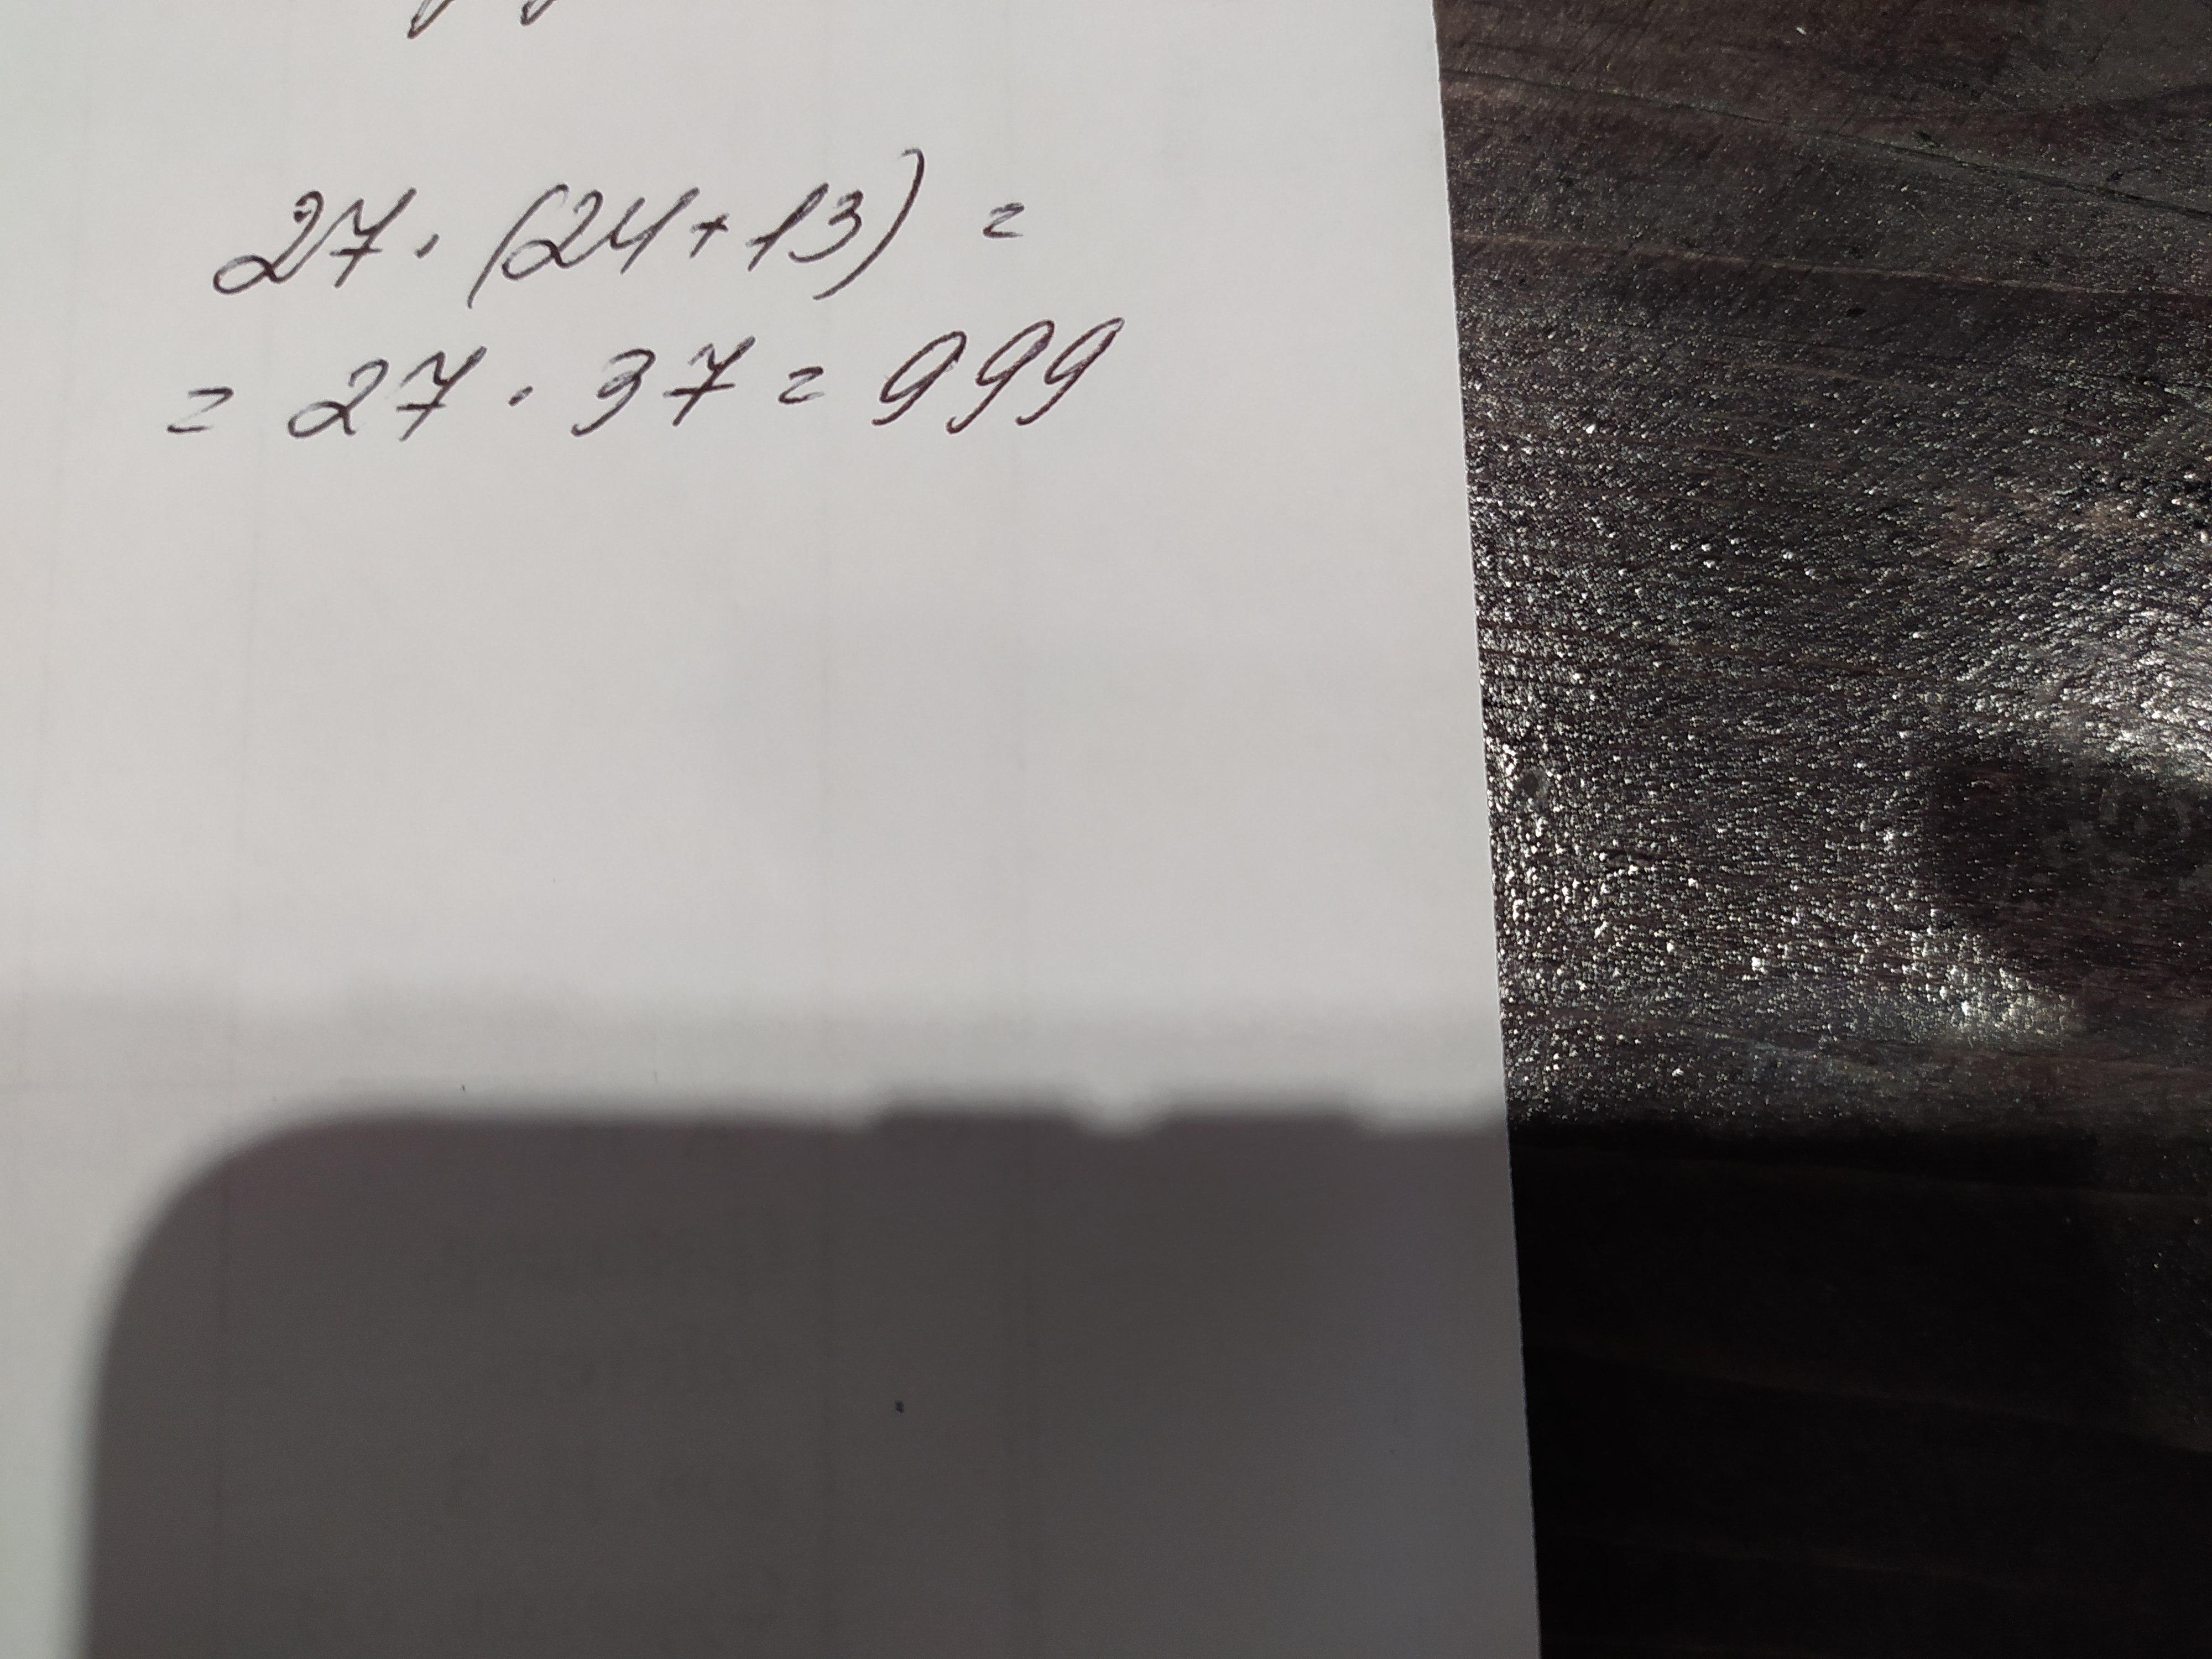 27 · (24 + 13) =
= 27 · 37 = 999